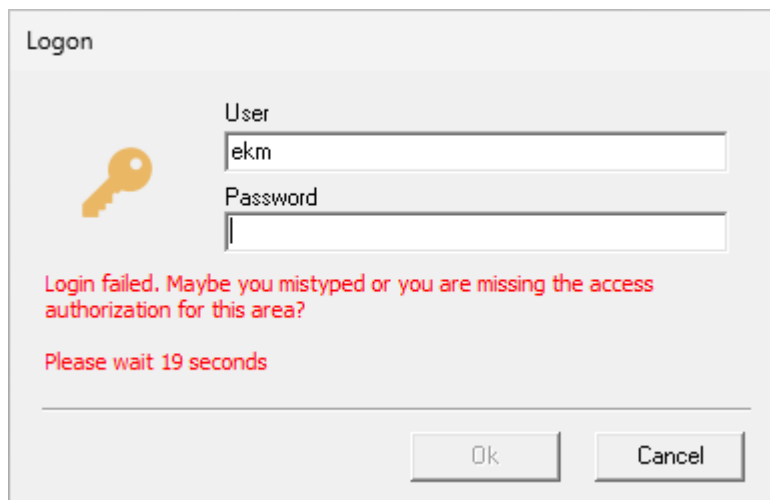 Logon
User
ekm
Password
Login failed. Maybe you mistyped or you are missing the access
authorization for this area?
Please wait 19 seconds
Ok
Cancel